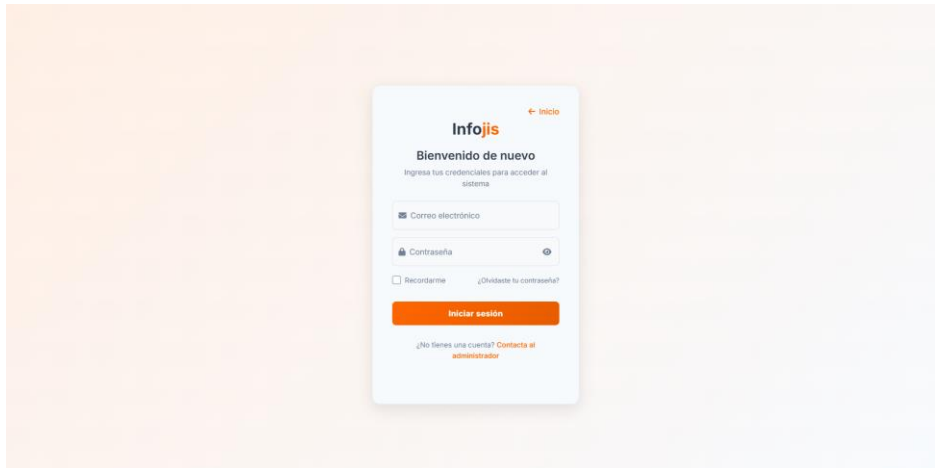 ← Inicio
Infojis
Bienvenido de nuevo
Ingresa tus credenciales para acceder al
sistema
Correo electrónico
Contraseña
Recordarme
¿Olvidaste tu contraseña?
Iniciar sesión
¿No tienes una cuenta? Contacta al
administrador